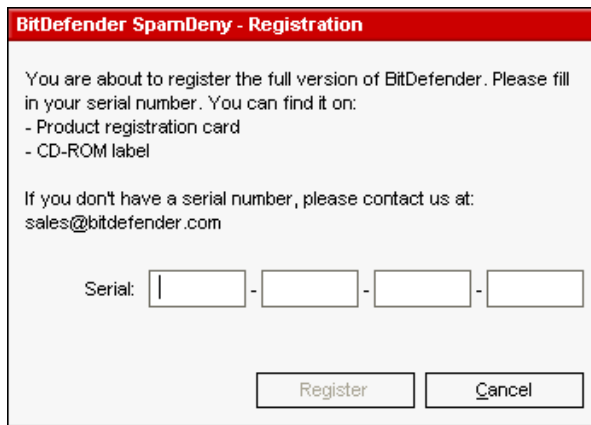 BitDefender SpamDeny - Registration
You are about to register the full version of BitDefender. Please fill
in your serial number. You can find it on:
- Product registration card
- CD-ROM label
If you don't have a serial number, please contact us at:
sales@bitdefender.com
Serial: - - -
Register Cancel